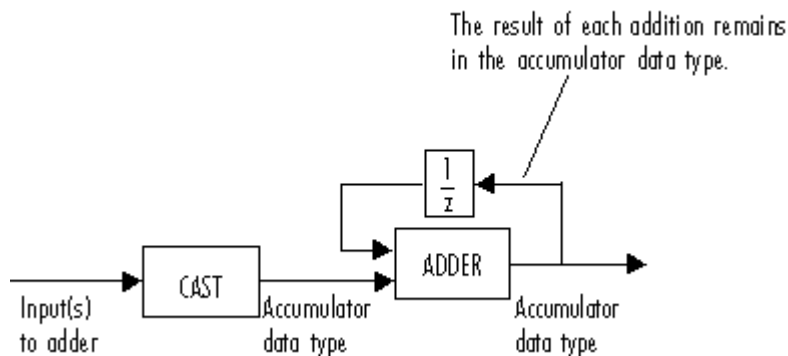 The result of each addition remains
in the accumulator data type.
1
z
CAST
ADDER
Input(s)
to adder
Accumulator
data type
Accumulator
data type